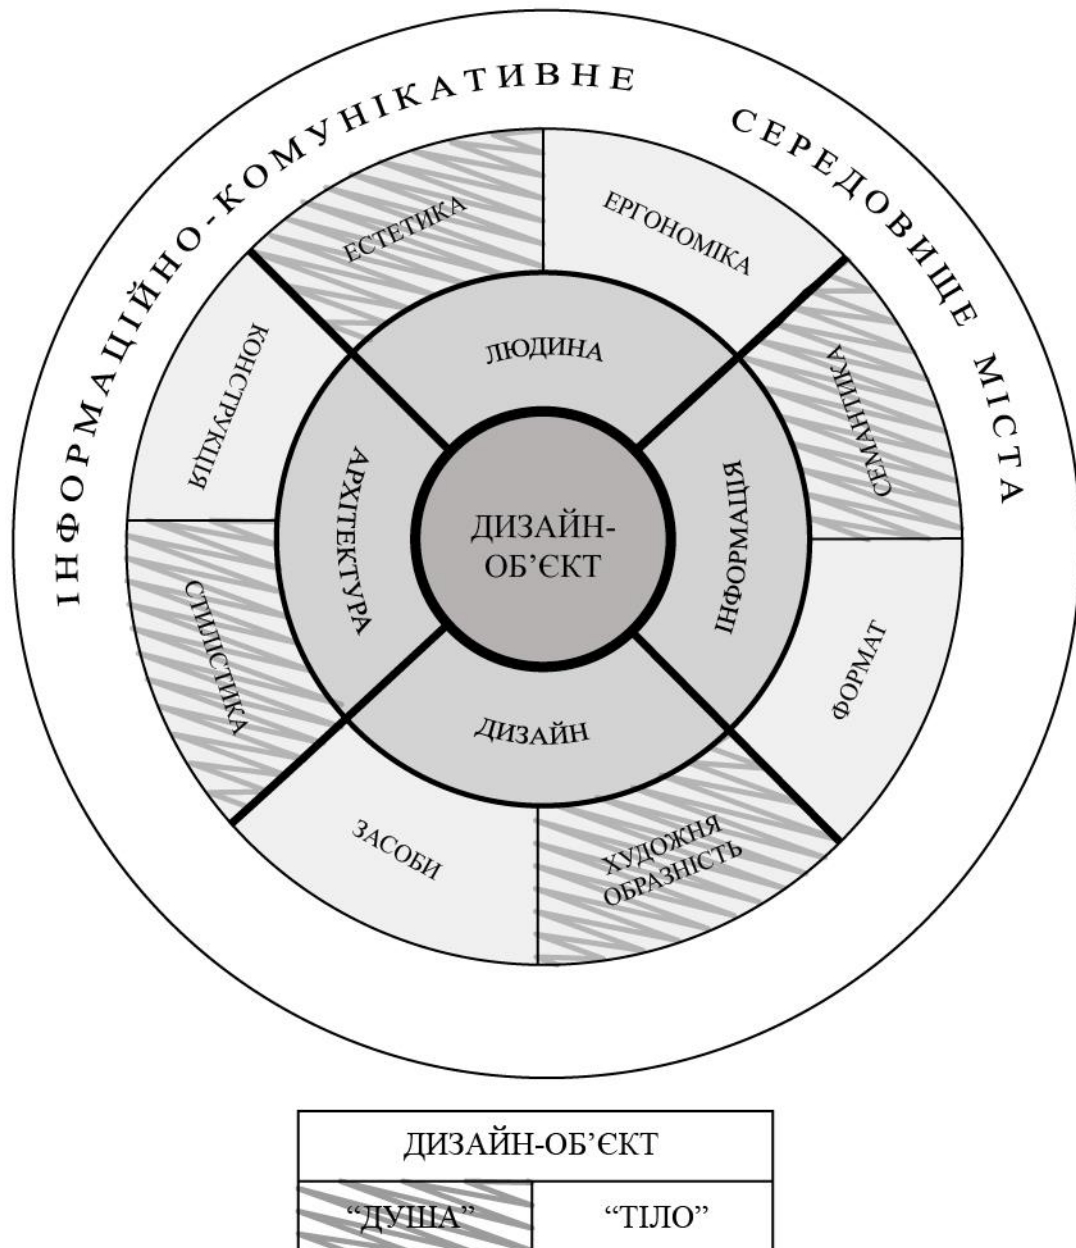 ІНФОРМАЦІЙНО-КОМУНІКАТИВНЕ СЕРЕДОВИЩЕ МІСТА
ЕСТЕТИКА
ЕРГОНОМІКА
ЛЮДИНА
КОНСТРУКЦІЯ
СЕМАНТИКА
АРХІТЕКТУРА
ДИЗАЙН-
ОБ’ЄКТ
ІНФОРМАЦІЯ
СТИЛІСТИКА
ФОРМАТ
ДИЗАЙН
ЗАСОБИ
ХУДОЖНЯ
ОБРАЗНІСТЬ
ДИЗАЙН-ОБ’ЄКТ
“ДУША”
“ТІЛО”